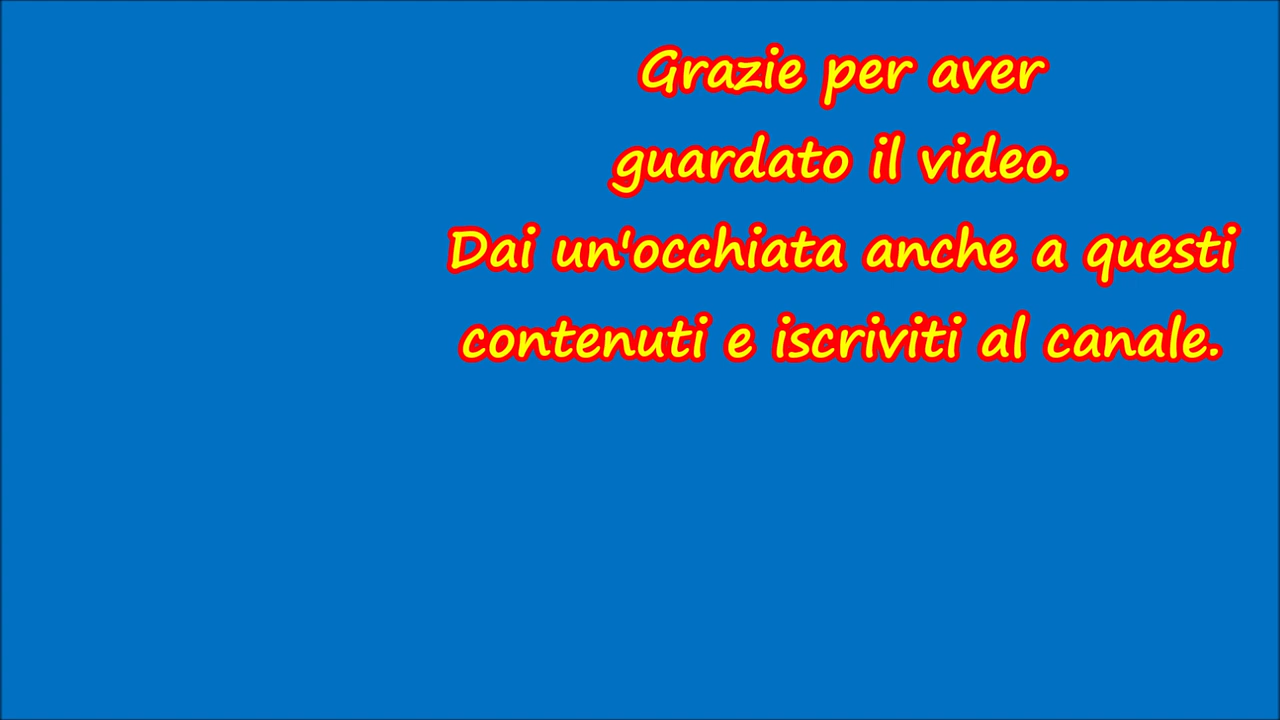 Grazie per aver
guardato il video.
Dai un'occhiata anche a questi
contenuti e iscriviti al canale.